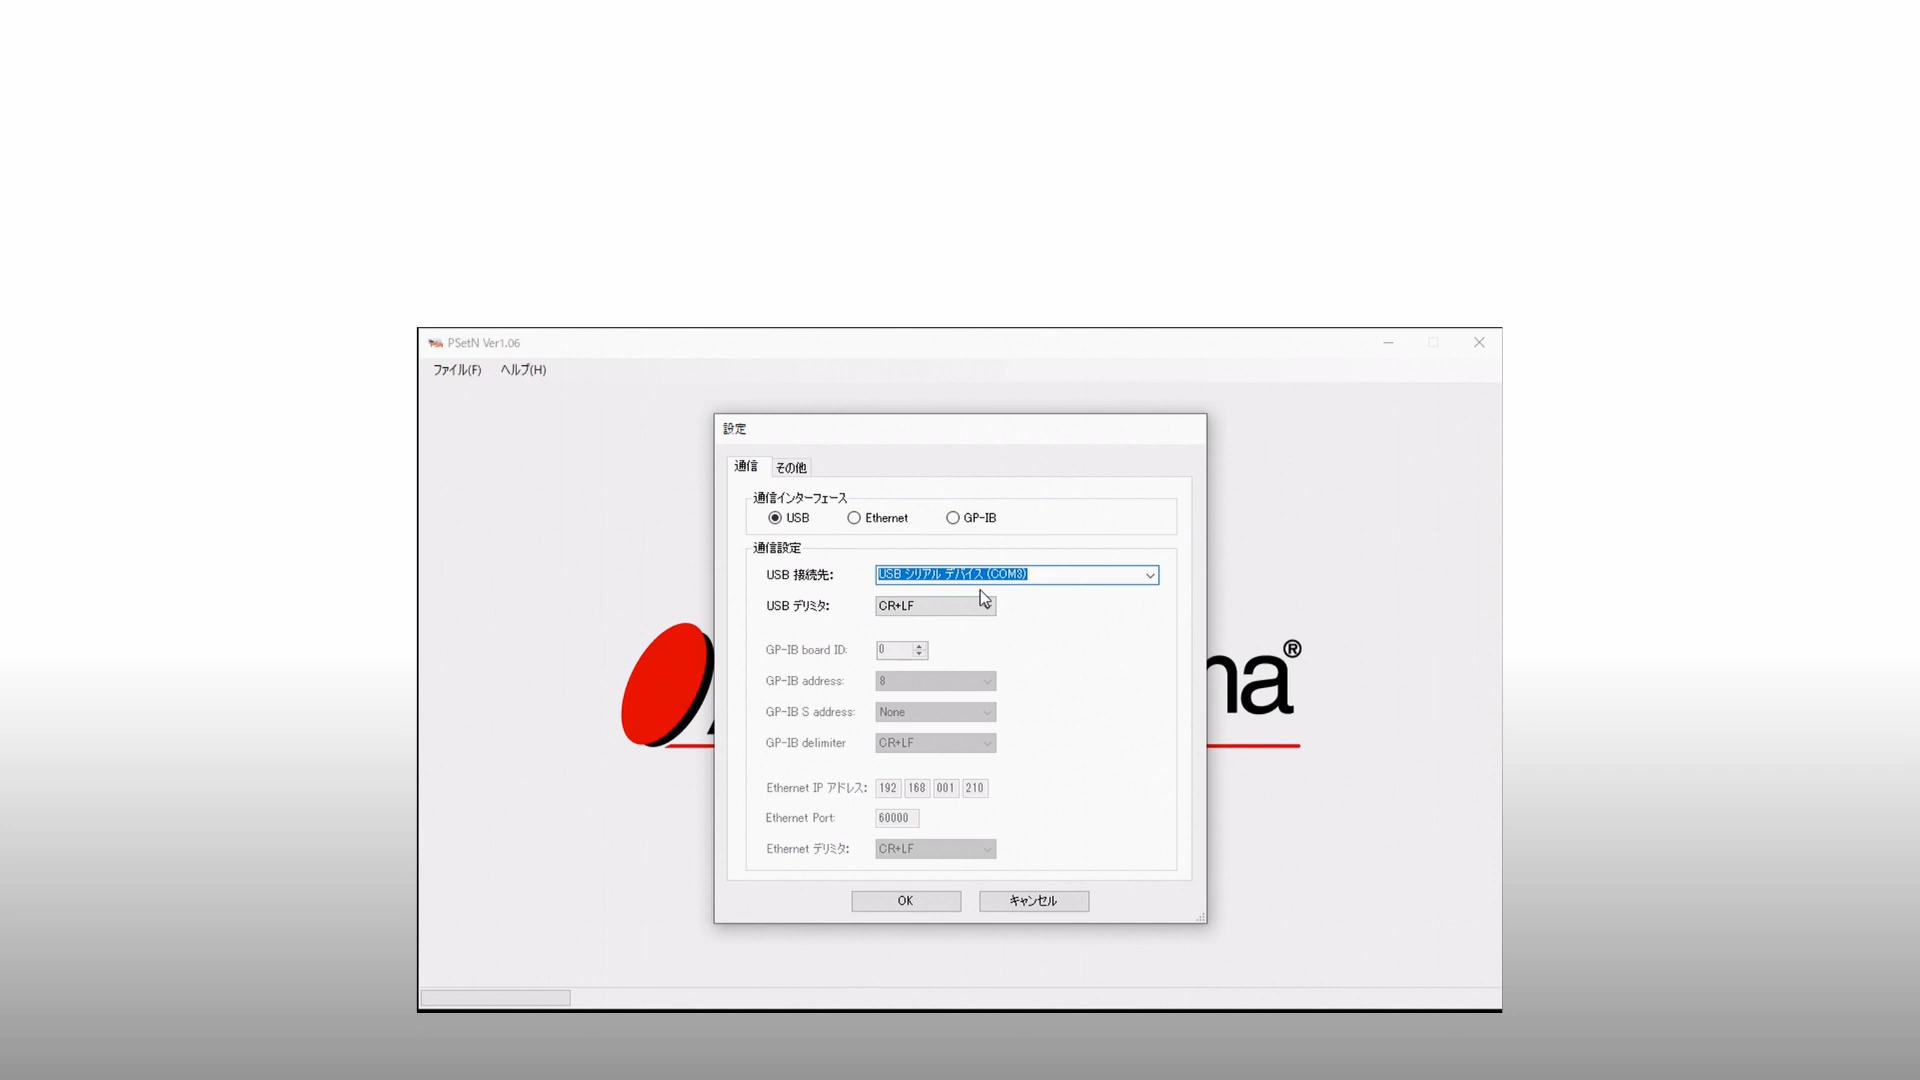 PSetN Ver1.06
ファイル(F) ヘルプ(H)
設定
通信 その他
通信インターフェース
USB Ethernet GP-IB
通信設定
USB 接続先: USB シリアル デバイス (COM3)
USB デリミタ: CR+LF
GP-IB board ID: 0
GP-IB address: 8
GP-IB S address: None
GP-IB delimiter CR+LF
Ethernet IP アドレス: 192 168 001 210
Ethernet Port: 60000
Ethernet デリミタ: CR+LF
OK キャンセル
na®